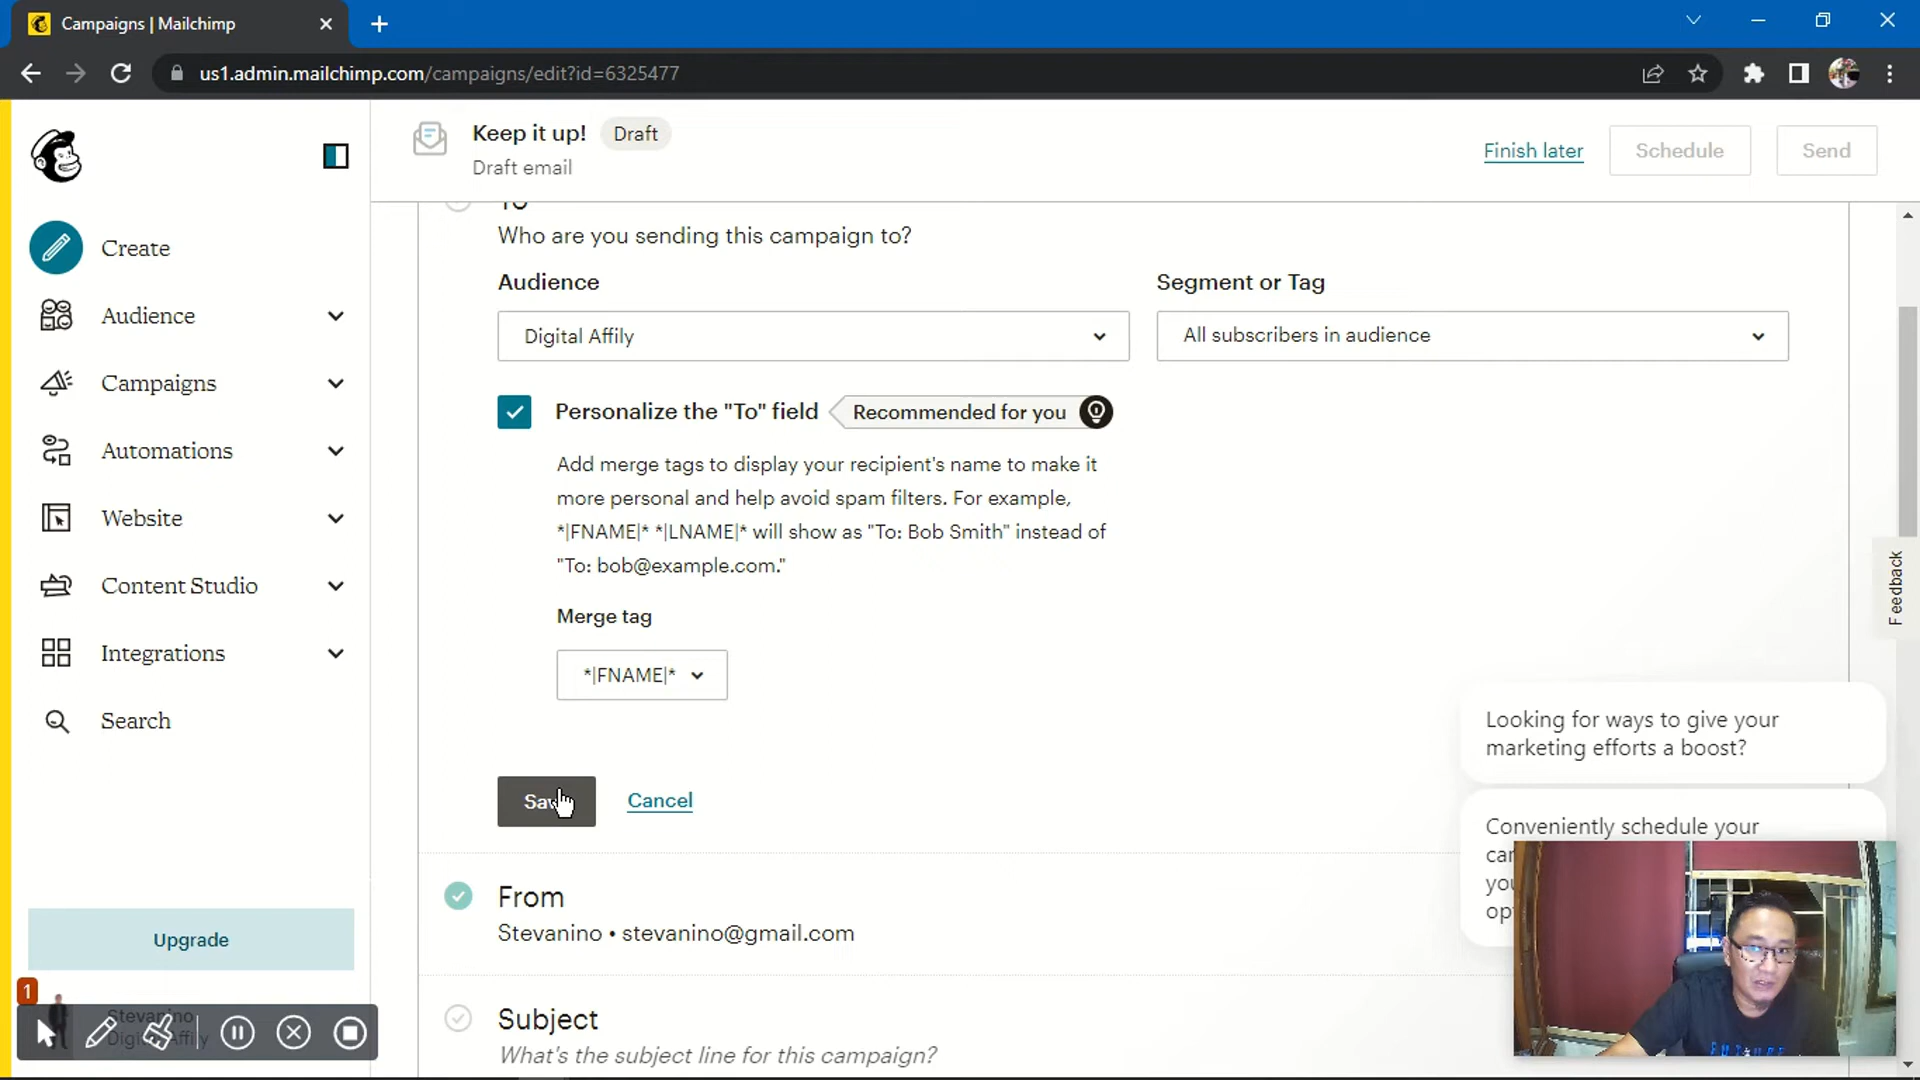 Campaigns | Mailchimp
us1.admin.mailchimp.com/campaigns/edit?id=6325477
Keep it up!
Draft
Draft email
Finish later
Schedule
Send
Create
Audience
Campaigns
Automations
Website
Content Studio
Integrations
Search
Upgrade
1
Stevanino
To
Who are you sending this campaign to?
Audience
Segment or Tag
Digital Affily
All subscribers in audience
Personalize the "To" field
Recommended for you
Add merge tags to display your recipient's name to make it
more personal and help avoid spam filters. For example,
*|FNAME|* *|LNAME|* will show as "To: Bob Smith" instead of
"To: bob@example.com."
Merge tag
*|FNAME|*
Cancel
From
Stevanino • stevanino@gmail.com
Subject
What's the subject line for this campaign?
Feedback
Looking for ways to give your
marketing efforts a boost?
Conveniently schedule your